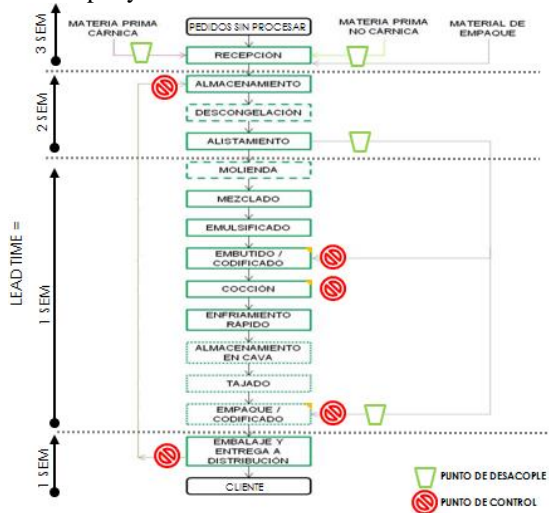 MATERIA PRIMA
CÁRNICA
PEDIDOS SIN PROCESAR
MATERIA PRIMA
NO CÁRNICA
MATERIAL DE
EMPAQUE
3 SEM
RECEPCIÓN
2 SEM
ALMACENAMIENTO
DESCONGELACIÓN
ALISTAMIENTO
LEAD TIME =
1 SEM
MOLIENDA
MEZCLADO
EMULSIFICADO
EMBUTIDO /
CODIFICADO
COCCIÓN
ENFRIAMIENTO
RÁPIDO
ALMACENAMIENTO
EN CAVA
TAJADO
EMPAQUE /
CODIFICADO
1 SEM
EMBALAJE Y
ENTREGA A
DISTRIBUCIÓN
CLIENTE
PUNTO DE DESACOPLE
PUNTO DE CONTROL